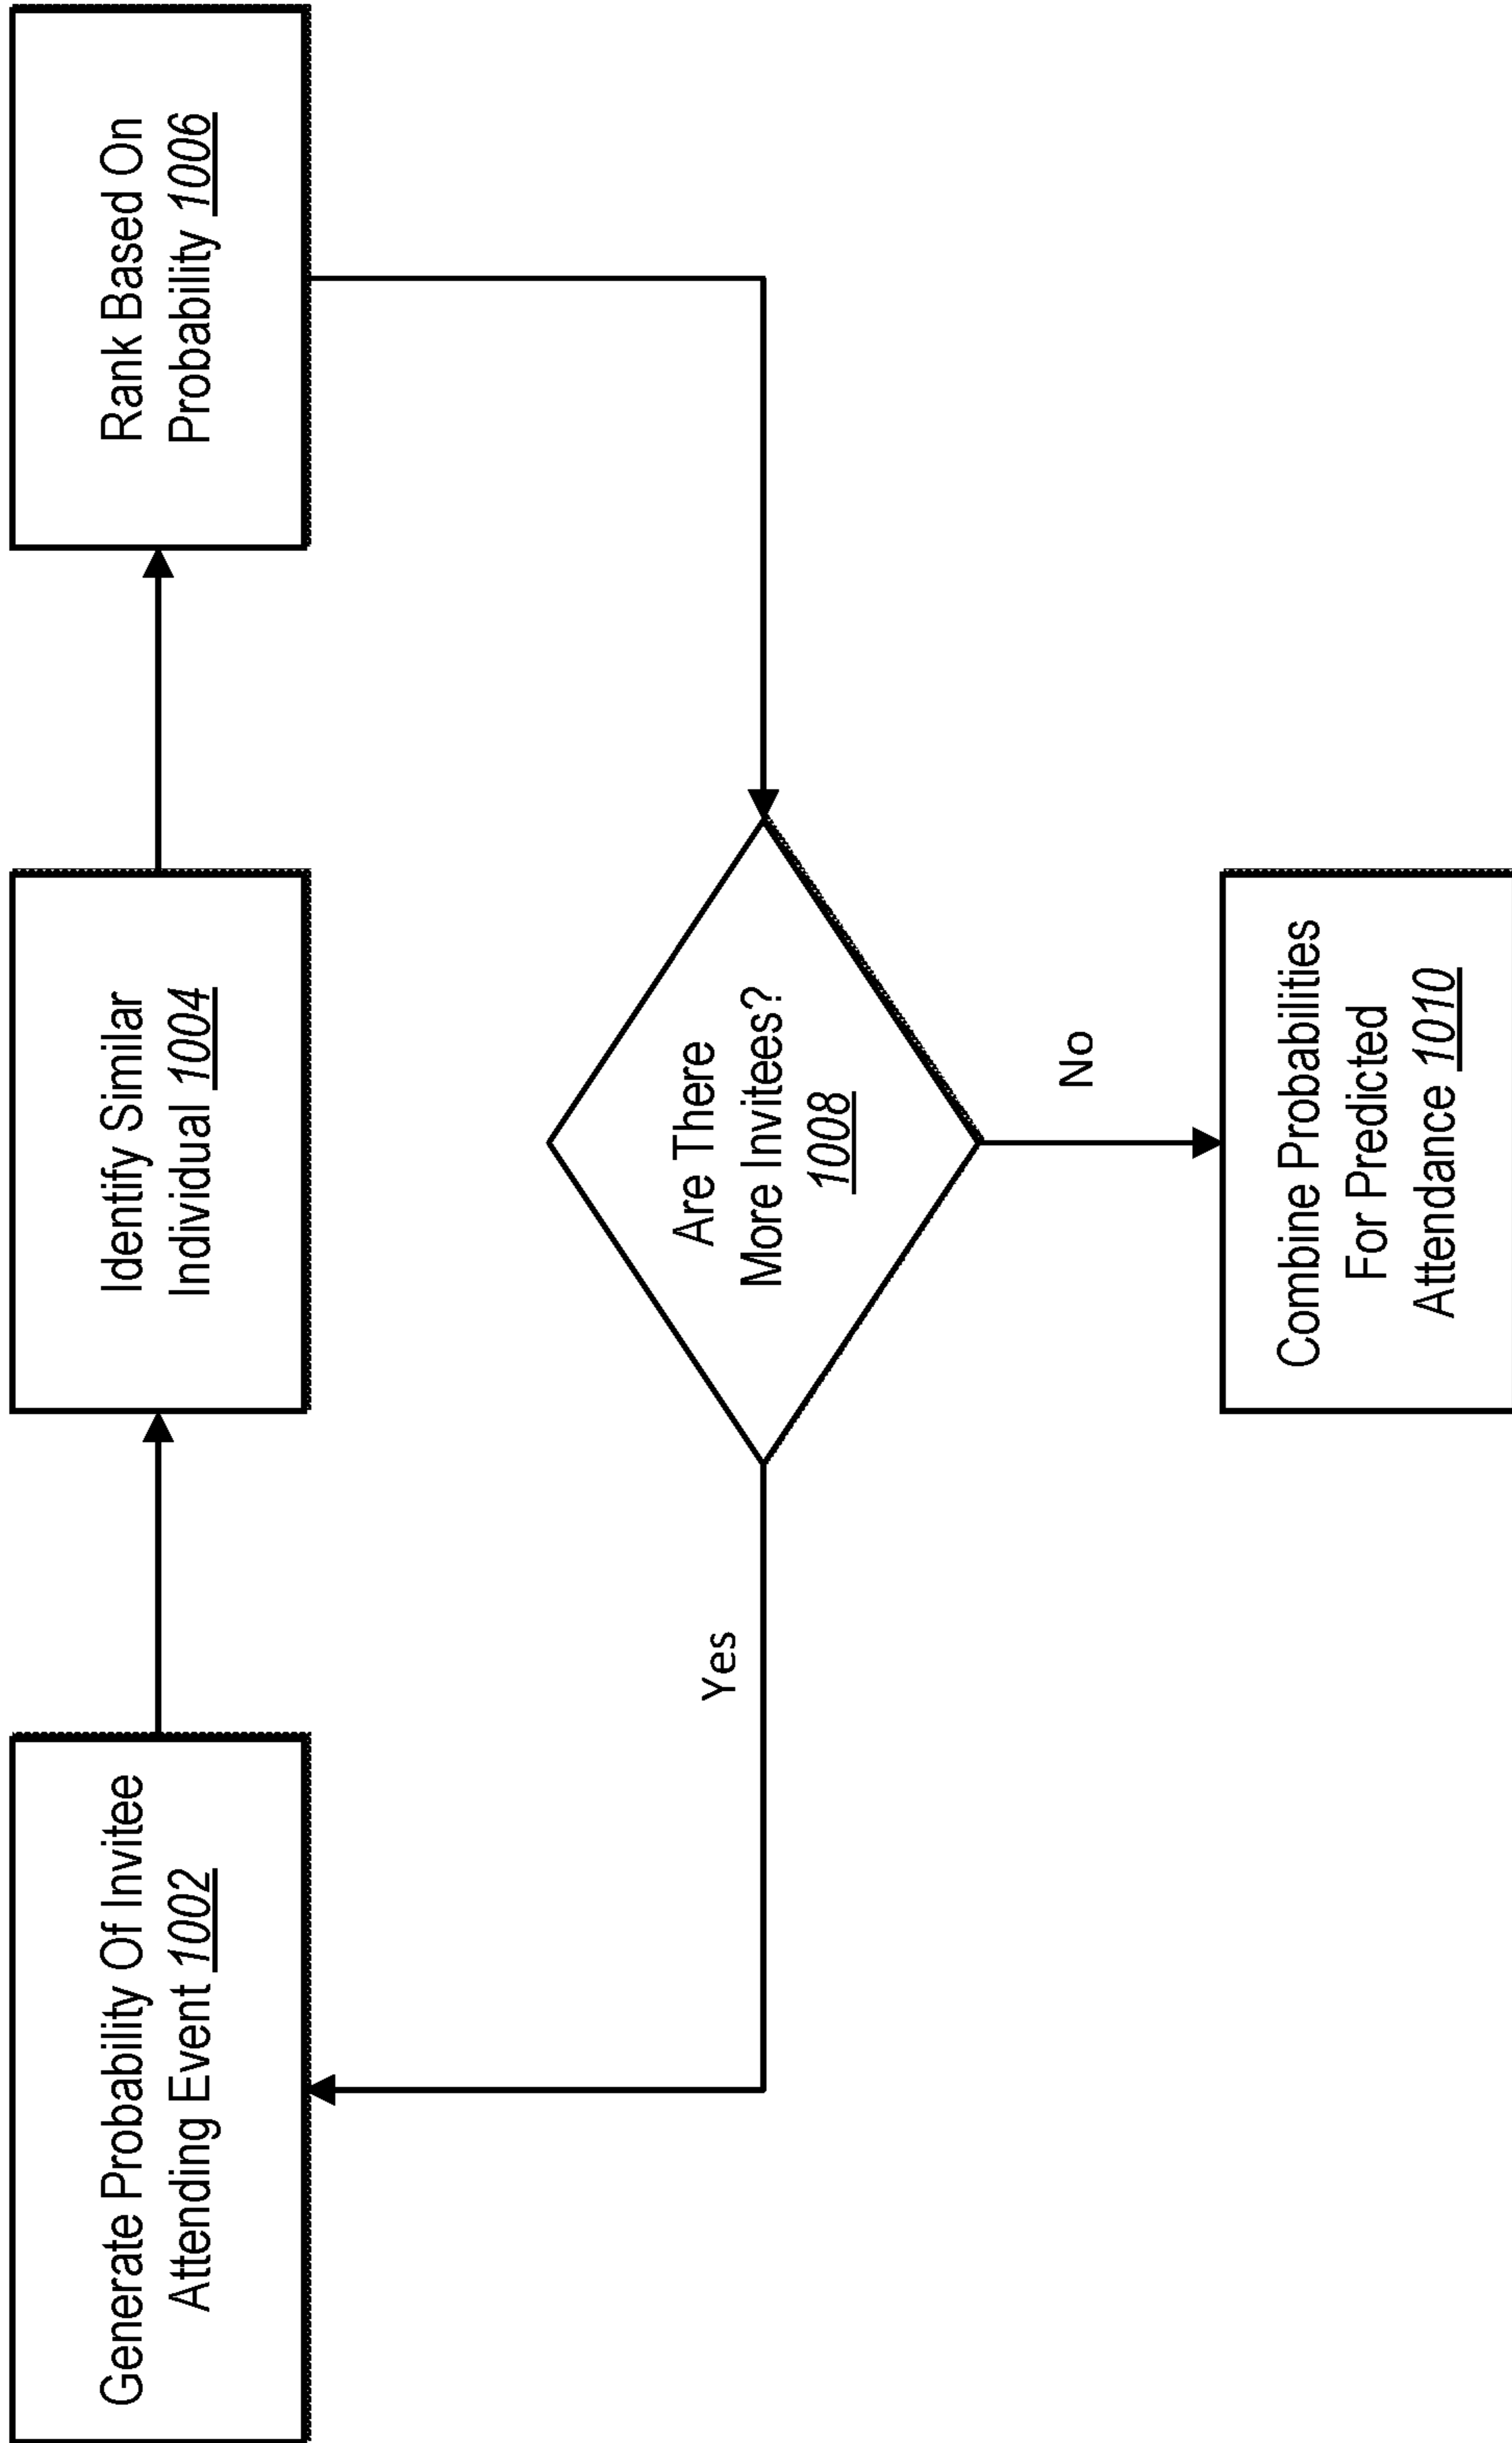 Generate Probability Of Invitee
Attending Event 1002
Identify Similar
Individual 1004
Rank Based On
Probability 1006
Are There
More Invitees?
1008
Yes
No
Combine Probabilities
For Predicted
Attendance 1010